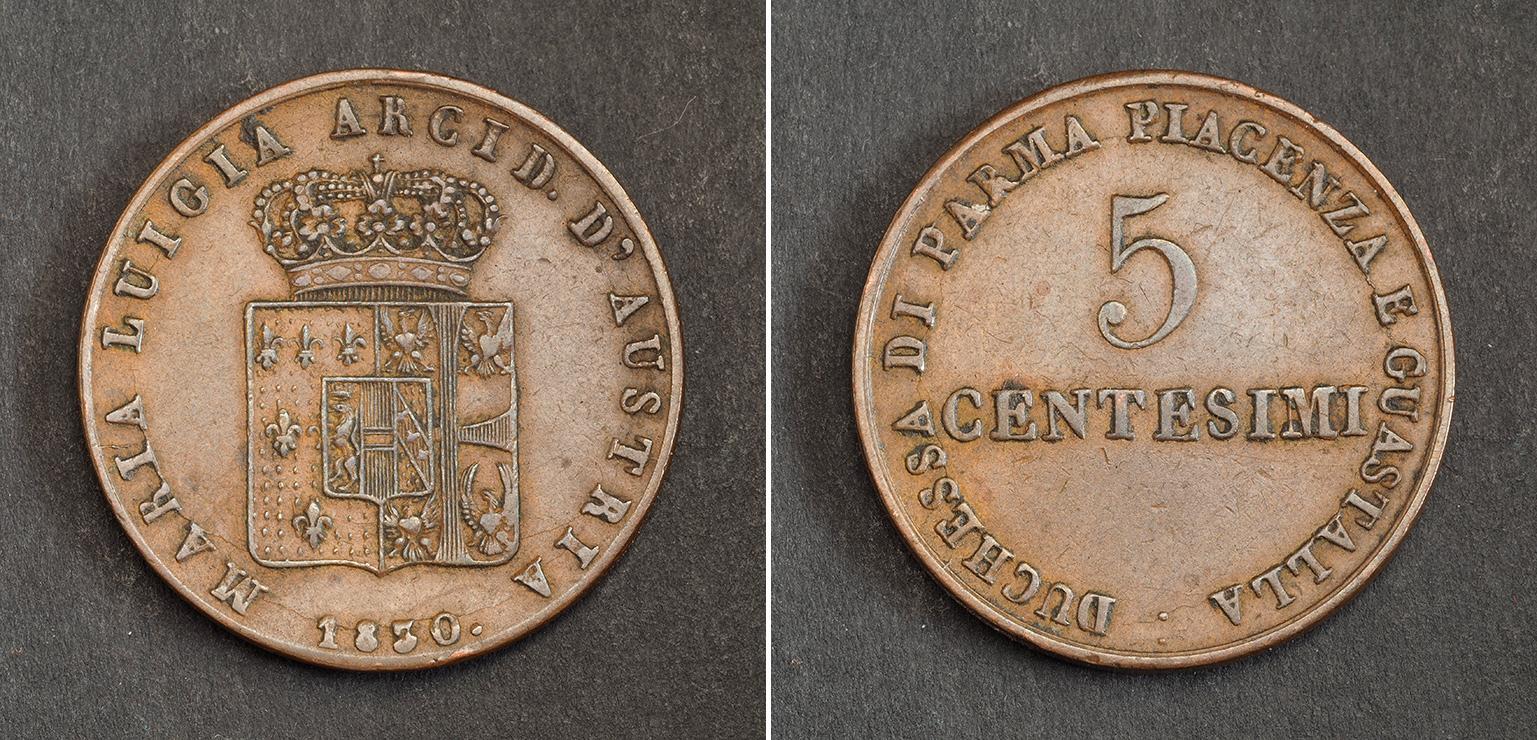 MARIA LUIGIA ARCID. D'AUSTRIA
1830.
DUCHESSA DI PARMA PIACENZA E GUASTALLA .
5
CENTESIMI